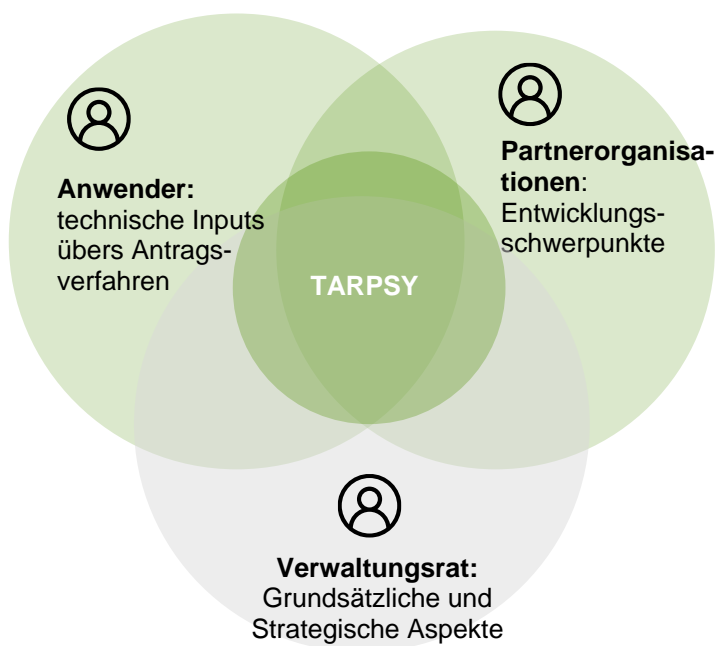 Anwender:
technische Inputs
übers Antrags-
verfahren
Partnerorganisa-
tionen:
Entwicklungs-
schwerpunkte
TARPSY
Verwaltungsrat:
Grundsätzliche und
Strategische Aspekte